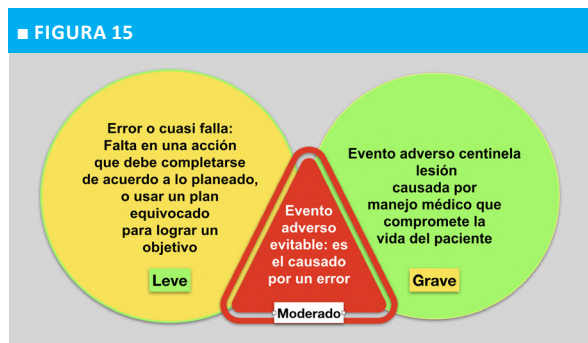 ■ FIGURA 15
Error o cuasi falla:
Falta en una acción
que debe completarse
de acuerdo a lo planeado,
o usar un plan
equivocado
para lograr un
objetivo
Leve
Evento
adverso
evitable: es
el causado
por un error
Moderado
Evento adverso centinela
lesión
causada por
manejo médico que
compromete la
vida del paciente
Grave